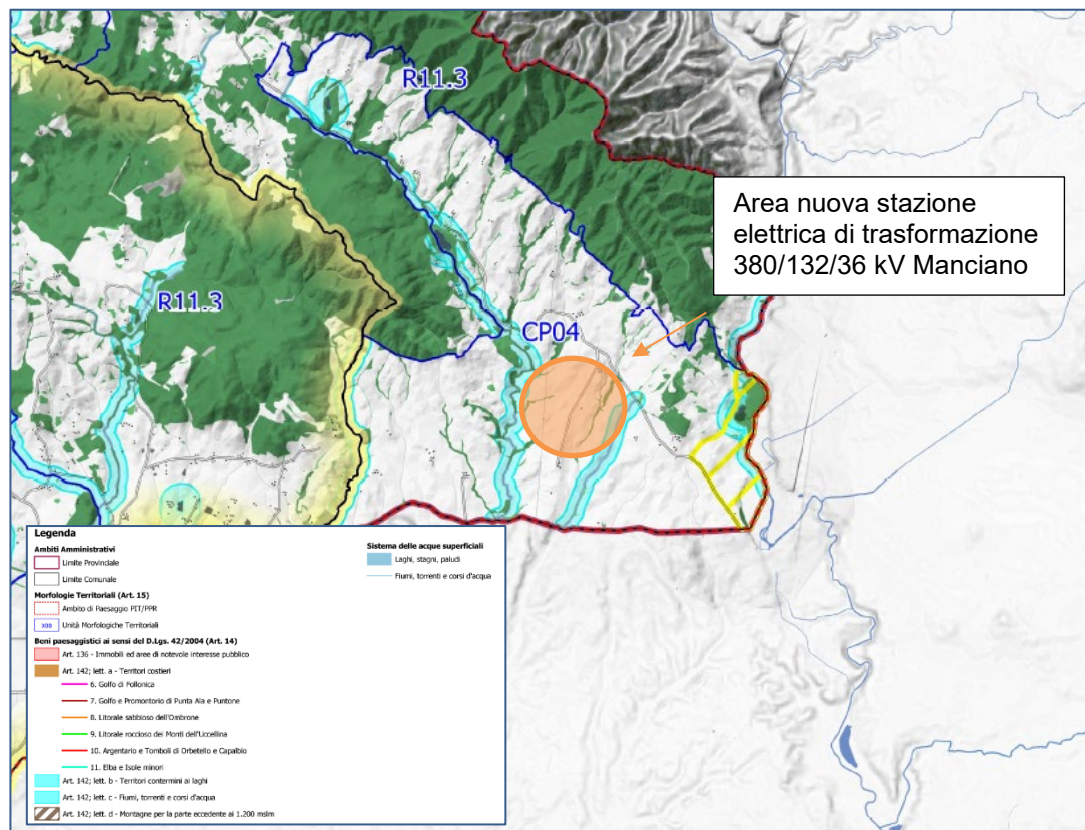 R11.3
R11.3
Area nuova stazione
elettrica di trasformazione
380/132/36 kV Manciano
CP04
Legenda
Ambiti Amministrativi
Limite Provinciale
Limite Comunale
Morfologie Territoriali (Art. 15)
Ambito di Paesaggio PIT/PPR
Unità Morfologiche Territoriali
Beni paesaggistici ai sensi del D.Lgs. 42/2004 (Art. 14)
Art. 136 - Immobili ed aree di notevole interesse pubblico
Art. 142; lett. a - Territori costieri
6. Golfo di Follonica
7. Golfo e Promontorio di Punta Ala e Puntone
8. Litorale sabbioso dell'Ombrone
9. Litorale roccioso dei Monti dell'Uccellina
10. Argentario e Tomboli di Orbetello e Capalbio
11. Elba e Isole minori
Art. 142; lett. b - Territori contermini ai laghi
Art. 142; lett. c - Fiumi, torrenti e corsi d'acqua
Art. 142; lett. d - Montagne per la parte eccedente ai 1.200 mslm
Sistema delle acque superficiali
Laghi, stagni, paludi
Fiumi, torrenti e corsi d'acqua